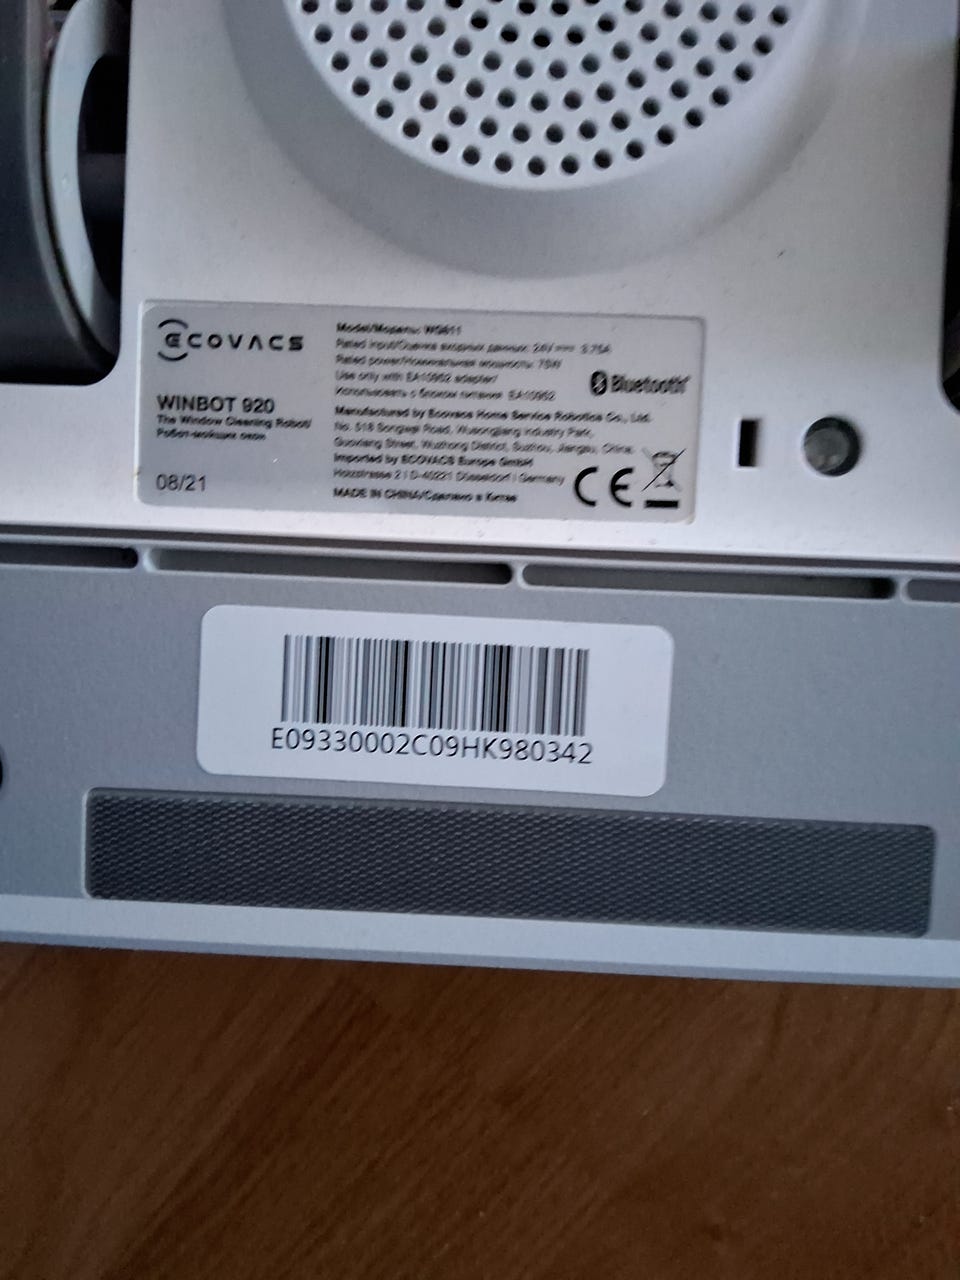 ECOVACS
WINBOT 920
The Window Cleaning Robot/
Робот-мойщик окон
08/21
Model/Модель: WG811
Rated input/Оценка входных данных: 24V 3.75A
Rated power/Номинальная мощность: 75W
Use only with EA10952 adapter/
Использовать с блоком питания EA10952
Bluetooth®
Manufactured by Ecovacs Home Service Robotics Co., Ltd.
No. 518 Songwei Road, Wusongjiang Industry Park,
Guoxiang Street, Wuzhong District, Suzhou, Jiangsu, China.
Imported by ECOVACS Europe GmbH
Holzstrasse 2 | D-40221 Düsseldorf | Germany
MADE IN CHINA/Сделано в Китае
CE
E09330002C09HK980342